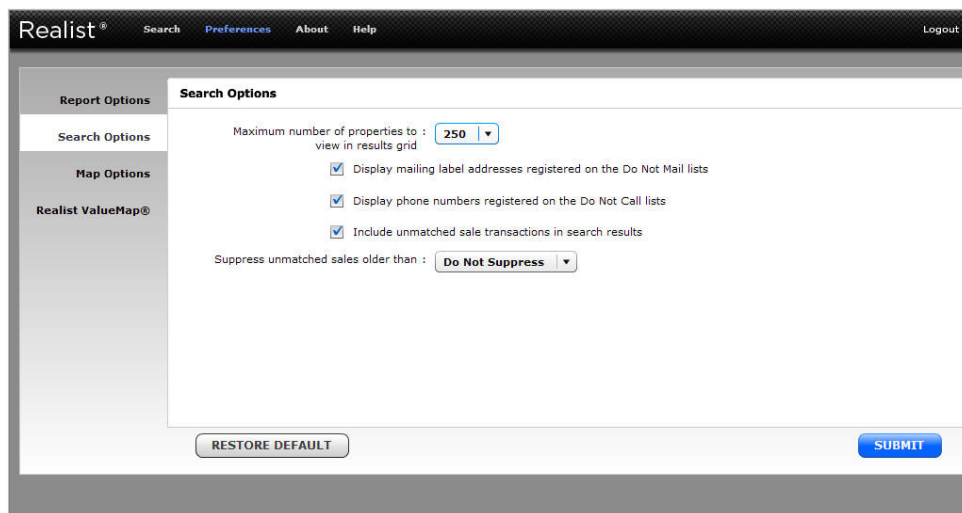 Realist®
Search Preferences About Help Logout
Report Options
Search Options
Map Options
Realist ValueMap®
Search Options
Maximum number of properties to :
view in results grid
250
Display mailing label addresses registered on the Do Not Mail lists
Display phone numbers registered on the Do Not Call lists
Include unmatched sale transactions in search results
Suppress unmatched sales older than : Do Not Suppress
RESTORE DEFAULT SUBMIT